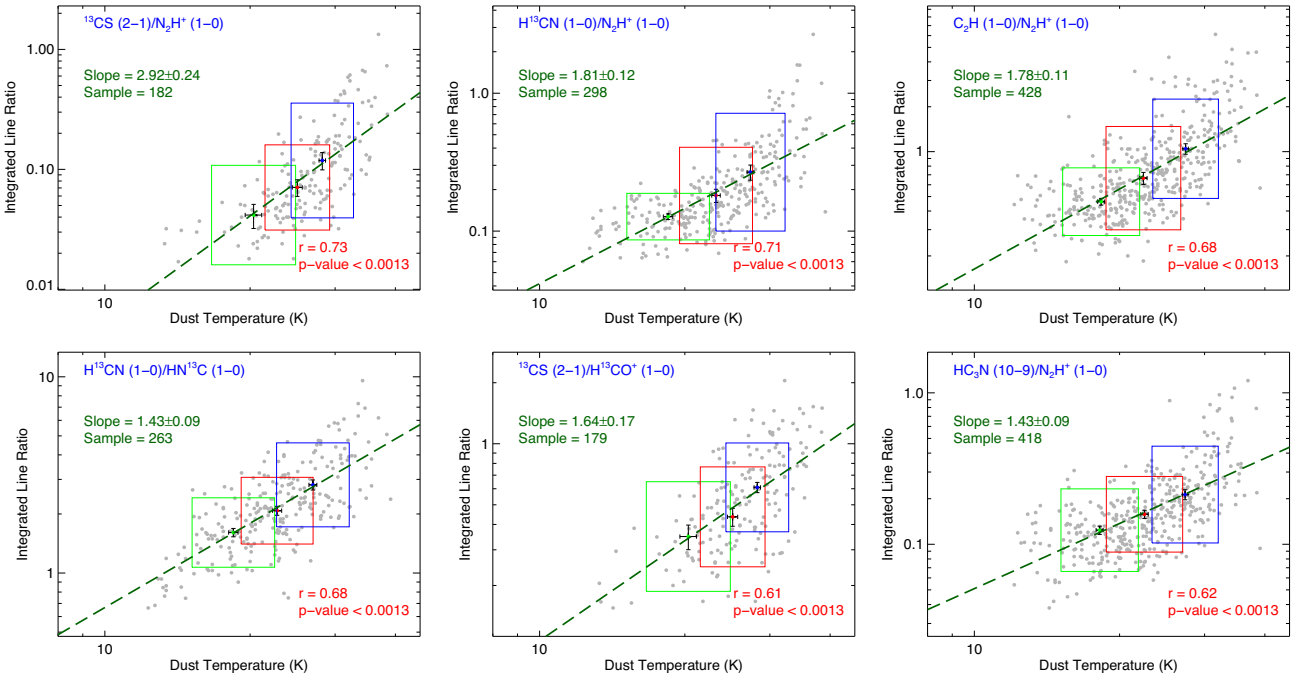 ¹³CS (2−1)/N₂H⁺ (1−0)
Slope = 2.92±0.24
Sample = 182
r = 0.73
p−value < 0.0013
1.00
0.10
0.01
10
Integrated Line Ratio
Dust Temperature (K)
H¹³CN (1−0)/N₂H⁺ (1−0)
Slope = 1.81±0.12
Sample = 298
r = 0.71
p−value < 0.0013
1.0
0.1
10
Integrated Line Ratio
Dust Temperature (K)
C₂H (1−0)/N₂H⁺ (1−0)
Slope = 1.78±0.11
Sample = 428
r = 0.68
p−value < 0.0013
1
10
Integrated Line Ratio
Dust Temperature (K)
H¹³CN (1−0)/HN¹³C (1−0)
Slope = 1.43±0.09
Sample = 263
r = 0.68
p−value < 0.0013
10
1
10
Integrated Line Ratio
Dust Temperature (K)
¹³CS (2−1)/H¹³CO⁺ (1−0)
Slope = 1.64±0.17
Sample = 179
r = 0.61
p−value < 0.0013
1
10
Integrated Line Ratio
Dust Temperature (K)
HC₃N (10−9)/N₂H⁺ (1−0)
Slope = 1.43±0.09
Sample = 418
r = 0.62
p−value < 0.0013
1.0
0.1
10
Integrated Line Ratio
Dust Temperature (K)